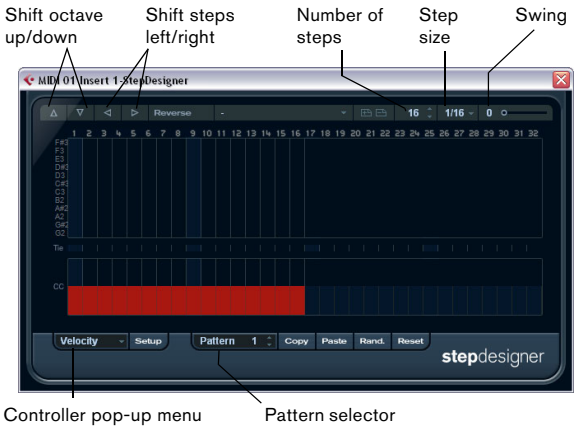 Shift octave up/down
Shift steps left/right
Number of steps
Step size
Swing
MIDI 01:Insert 1-StepDesigner
Reverse - 16 1/16 0
1 2 3 4 5 6 7 8 9 10 11 12 13 14 15 16 17 18 19 20 21 22 23 24 25 26 27 28 29 30 31 32
F#3
F3
E3
D#3
D3
C#3
C3
B2
A#2
A2
G#2
G2
Tie
CC
Velocity Setup Pattern 1 Copy Paste Rand. Reset
stepdesigner
Controller pop-up menu
Pattern selector